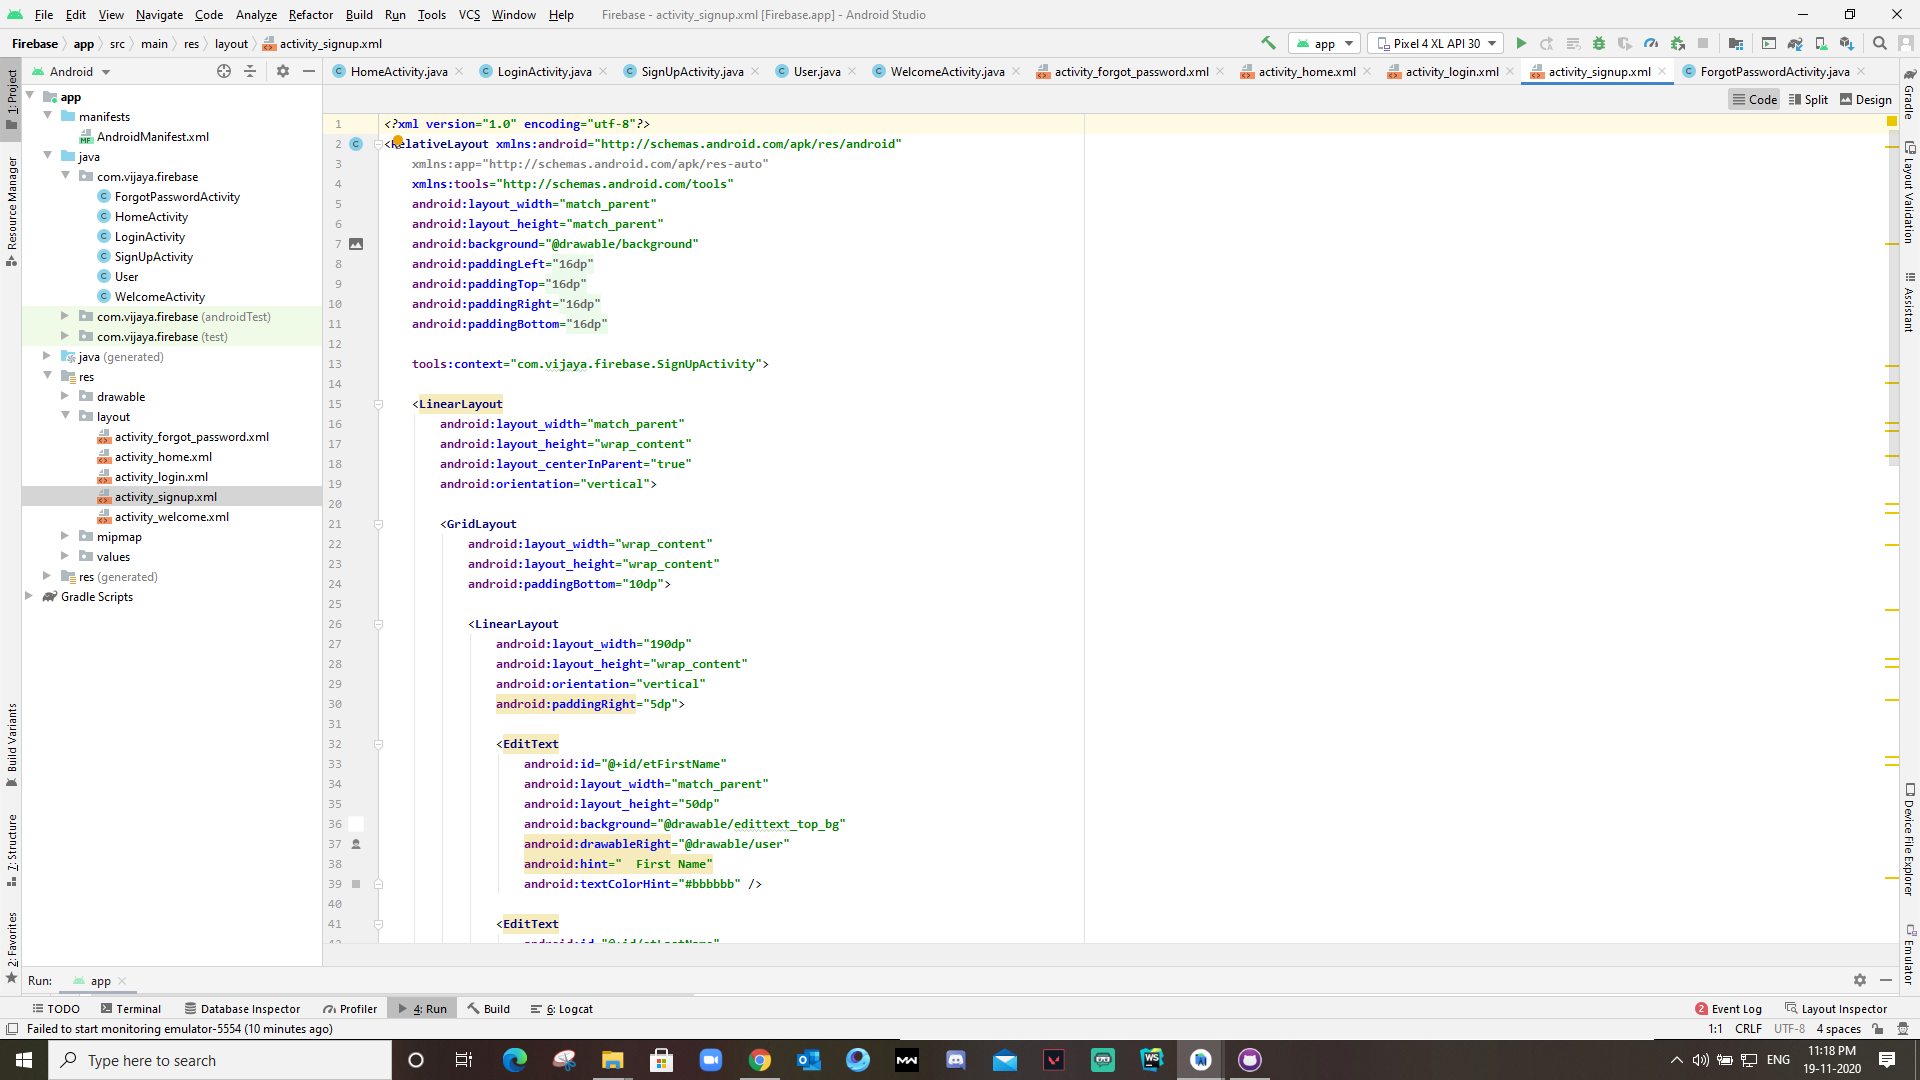 File Edit View Navigate Code Analyze Refactor Build Run Tools VCS Window Help Firebase - activity_signup.xml [Firebase.app] - Android Studio
Firebase app src main res layout activity_signup.xml app Pixel 4 XL API 30
Android HomeActivity.java LoginActivity.java SignUpActivity.java User.java WelcomeActivity.java activity_forgot_password.xml activity_home.xml activity_login.xml activity_signup.xml ForgotPasswordActivity.java
Code Split Design
1: Project
Resource Manager
Build Variants
7: Structure
2: Favorites
app
manifests
AndroidManifest.xml
java
com.vijaya.firebase
ForgotPasswordActivity
HomeActivity
LoginActivity
SignUpActivity
User
WelcomeActivity
com.vijaya.firebase (androidTest)
com.vijaya.firebase (test)
java (generated)
res
drawable
layout
activity_forgot_password.xml
activity_home.xml
activity_login.xml
activity_signup.xml
activity_welcome.xml
mipmap
values
res (generated)
Gradle Scripts
1 <?xml version="1.0" encoding="utf-8"?>
2 <RelativeLayout xmlns:android="http://schemas.android.com/apk/res/android"
3 xmlns:app="http://schemas.android.com/apk/res-auto"
4 xmlns:tools="http://schemas.android.com/tools"
5 android:layout_width="match_parent"
6 android:layout_height="match_parent"
7 android:background="@drawable/background"
8 android:paddingLeft="16dp"
9 android:paddingTop="16dp"
10 android:paddingRight="16dp"
11 android:paddingBottom="16dp"
12
13 tools:context="com.vijaya.firebase.SignUpActivity">
14
15 <LinearLayout
16 android:layout_width="match_parent"
17 android:layout_height="wrap_content"
18 android:layout_centerInParent="true"
19 android:orientation="vertical">
20
21 <GridLayout
22 android:layout_width="wrap_content"
23 android:layout_height="wrap_content"
24 android:paddingBottom="10dp">
25
26 <LinearLayout
27 android:layout_width="190dp"
28 android:layout_height="wrap_content"
29 android:orientation="vertical"
30 android:paddingRight="5dp">
31
32 <EditText
33 android:id="@+id/etFirstName"
34 android:layout_width="match_parent"
35 android:layout_height="50dp"
36 android:background="@drawable/edittext_top_bg"
37 android:drawableRight="@drawable/user"
38 android:hint="  First Name"
39 android:textColorHint="#bbbbbb" />
40
41 <EditText
42 android:id="@+id/etLastName"
Gradle
Layout Validation
Assistant
Device File Explorer
Emulator
Run: app
TODO Terminal Database Inspector Profiler 4: Run Build 6: Logcat 2 Event Log Layout Inspector
Failed to start monitoring emulator-5554 (10 minutes ago) 1:1 CRLF UTF-8 4 spaces
Type here to search ENG 11:18 PM
19-11-2020